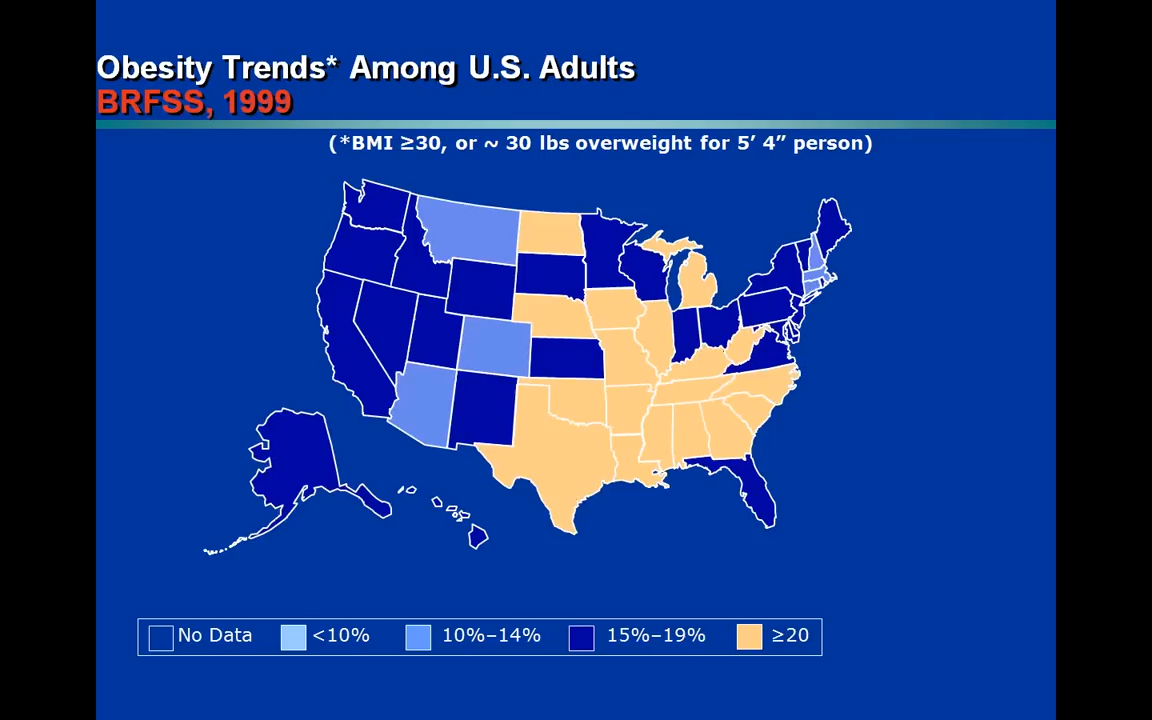 Obesity Trends* Among U.S. Adults
BRFSS, 1999
(*BMI ≥30, or ~ 30 lbs overweight for 5’ 4” person)
No Data <10% 10%–14% 15%–19% ≥20